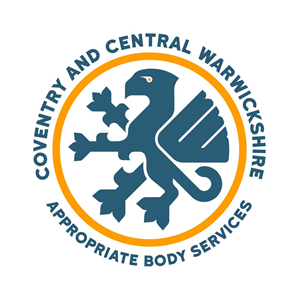 COVENTRY AND CENTRAL WARWICKSHIRE
APPROPRIATE BODY SERVICES